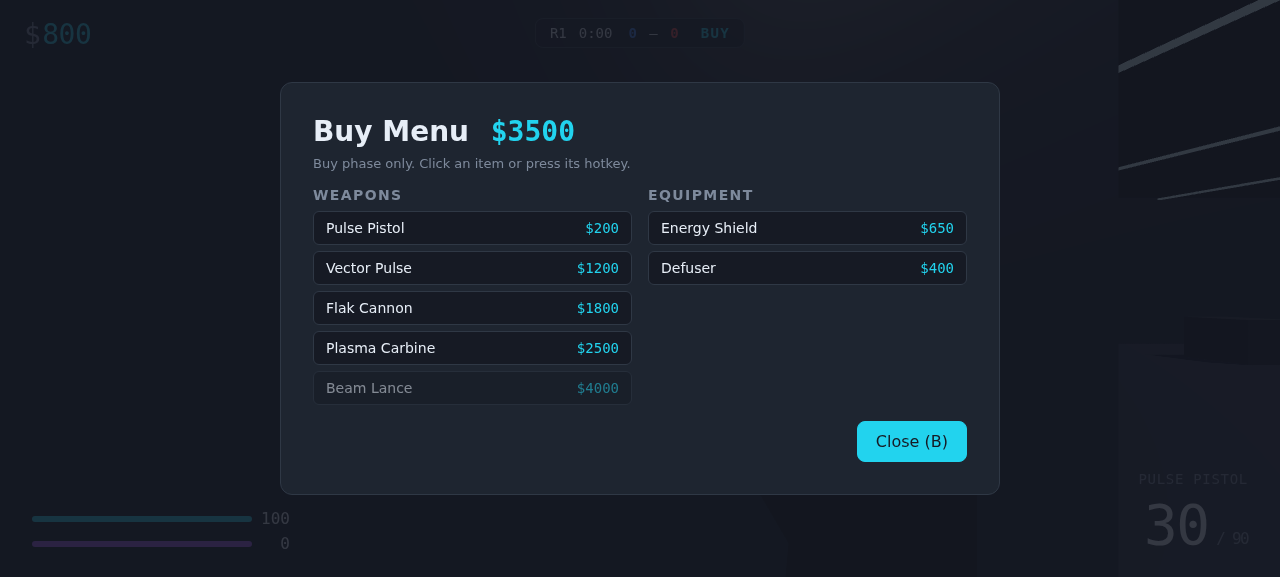 $800
R1 0:00 0 — 0 BUY
Buy Menu $3500
Buy phase only. Click an item or press its hotkey.
WEAPONS
Pulse Pistol $200
Vector Pulse $1200
Flak Cannon $1800
Plasma Carbine $2500
Beam Lance $4000
EQUIPMENT
Energy Shield $650
Defuser $400
Close (B)
100
0
PULSE PISTOL
30 / 90